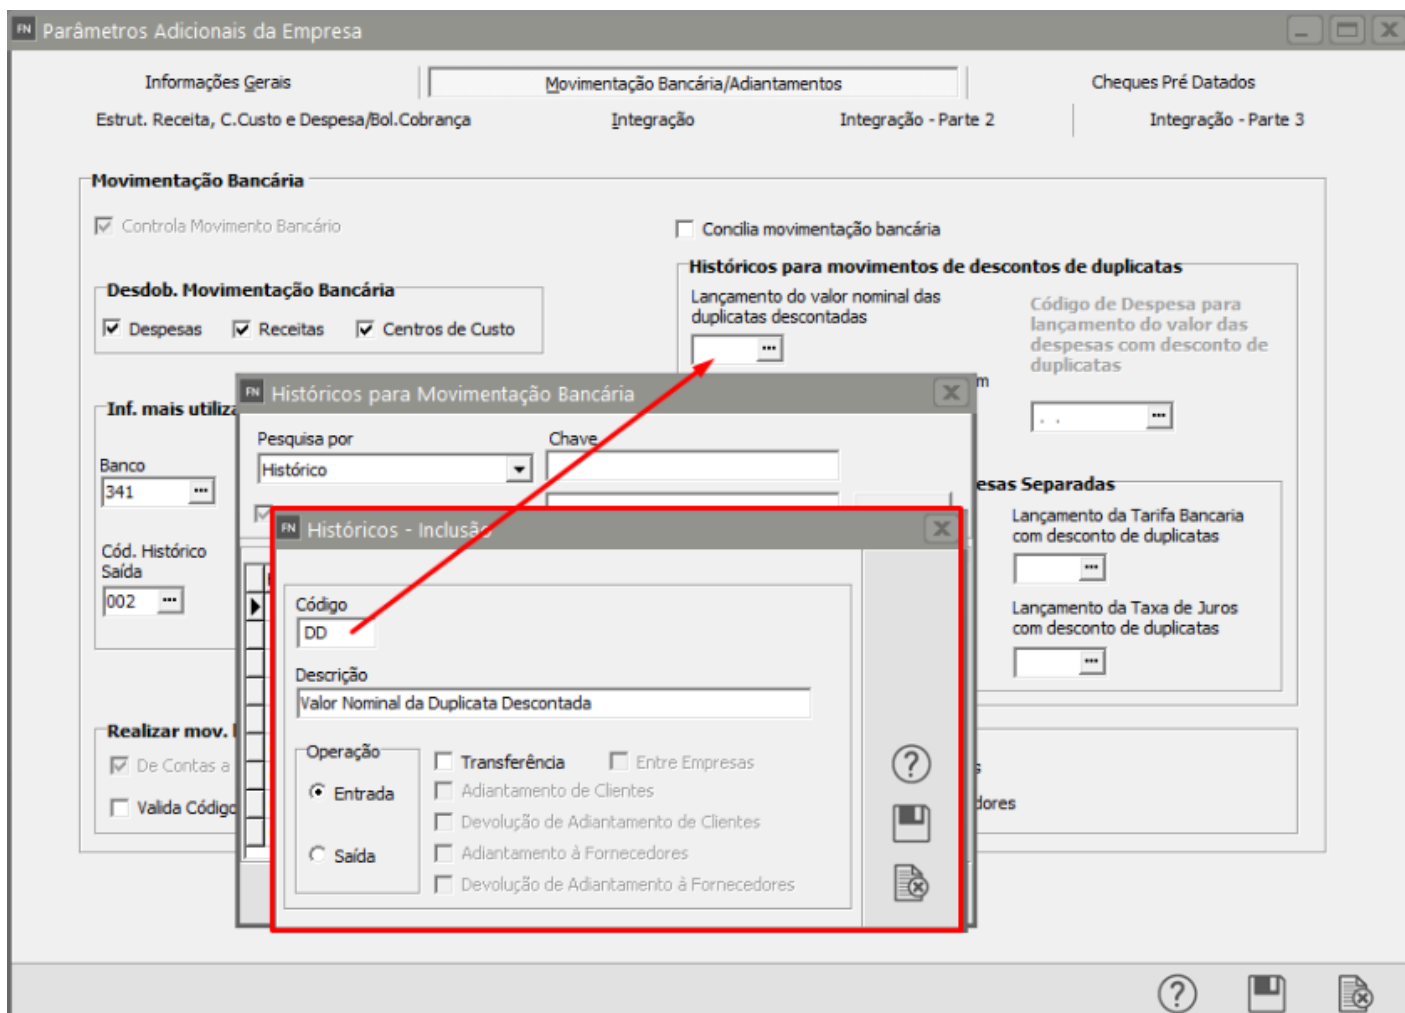 FN Parâmetros Adicionais da Empresa
Informações Gerais
Movimentação Bancária/Adiantamentos
Cheques Pré Datados
Estrut. Receita, C.Custo e Despesa/Bol.Cobrança
Integração
Integração - Parte 2
Integração - Parte 3
Movimentação Bancária
Controla Movimento Bancário
Concilia movimentação bancária
Desdob. Movimentação Bancária
Despesas
Receitas
Centros de Custo
Históricos para movimentos de descontos de duplicatas
Lançamento do valor nominal das
duplicatas descontadas
...
Código de Despesa para
lançamento do valor das
despesas com desconto de
duplicatas
. . ...
Inf. mais utiliza
Banco
341 ...
Cód. Histórico
Saída
002 ...
m
esas Separadas
Lançamento da Tarifa Bancaria
com desconto de duplicatas
...
Lançamento da Taxa de Juros
com desconto de duplicatas
...
Realizar mov.
De Contas a
Valida Código
s
dores
FN Históricos para Movimentação Bancária
Pesquisa por
Histórico
Chave
FN Históricos - Inclusão
Código
DD
Descrição
Valor Nominal da Duplicata Descontada
Operação
Entrada
Saída
Transferência
Entre Empresas
Adiantamento de Clientes
Devolução de Adiantamento de Clientes
Adiantamento à Fornecedores
Devolução de Adiantamento à Fornecedores